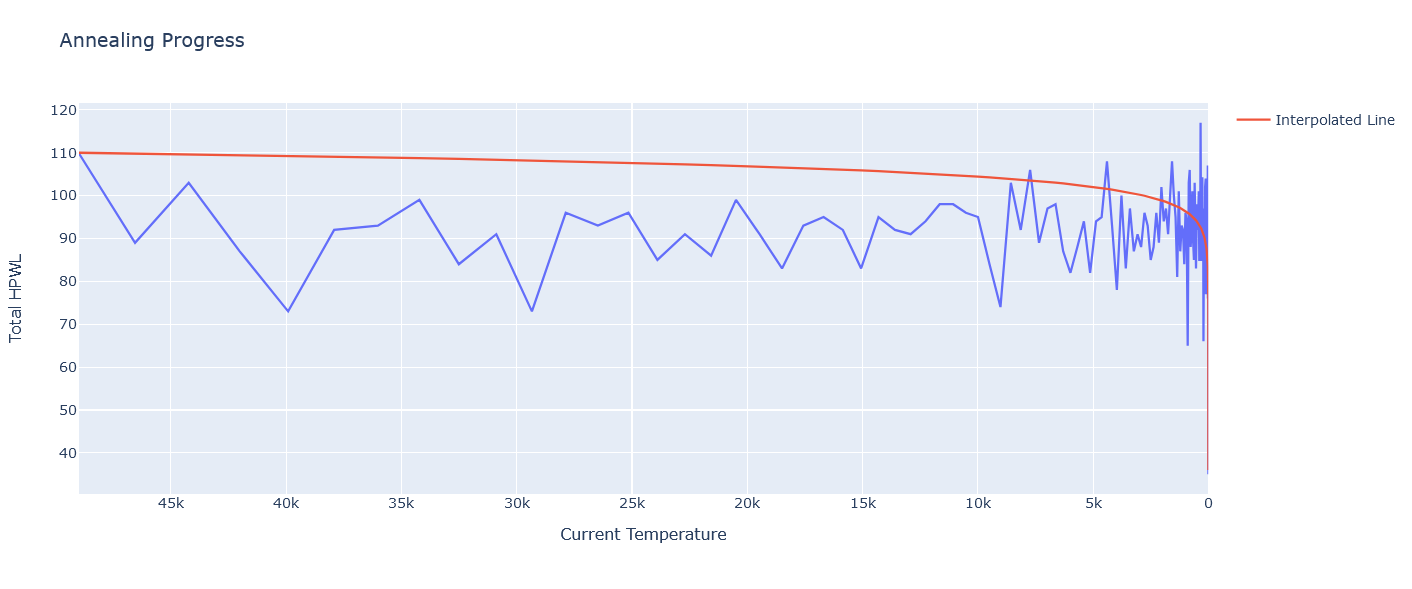 Annealing Progress
Interpolated Line
Total HPWL
120
110
100
90
80
70
60
50
40
45k
40k
35k
30k
25k
20k
15k
10k
5k
0
Current Temperature